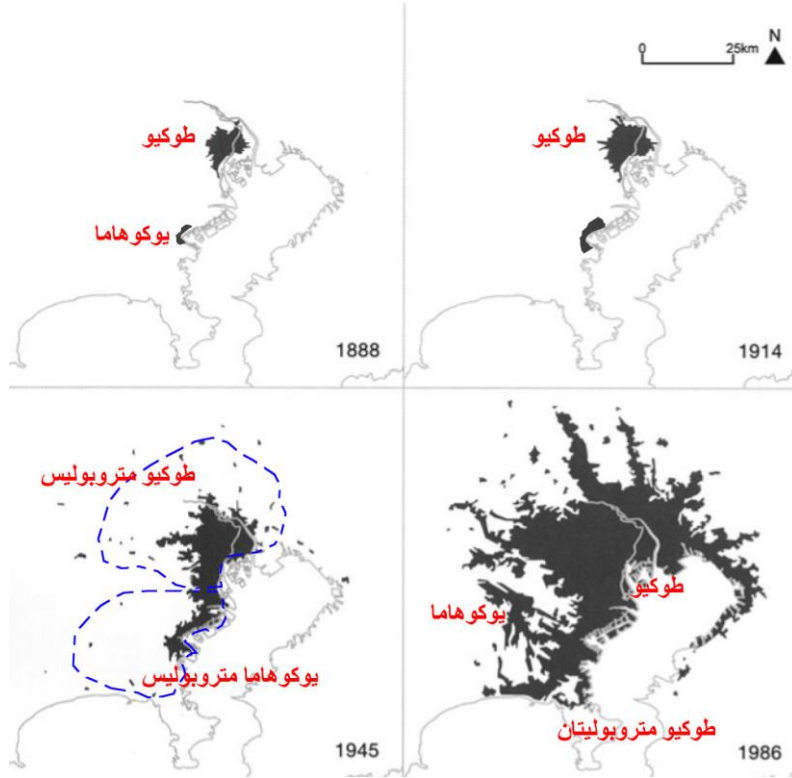 0 25km N
طوكيو
يوكوهاما
1888
طوكيو
1914
طوكيو متروبوليس
يوكوهاما متروبوليس
1945
طوكيو
يوكوهاما
طوكيو متروبوليتان
1986